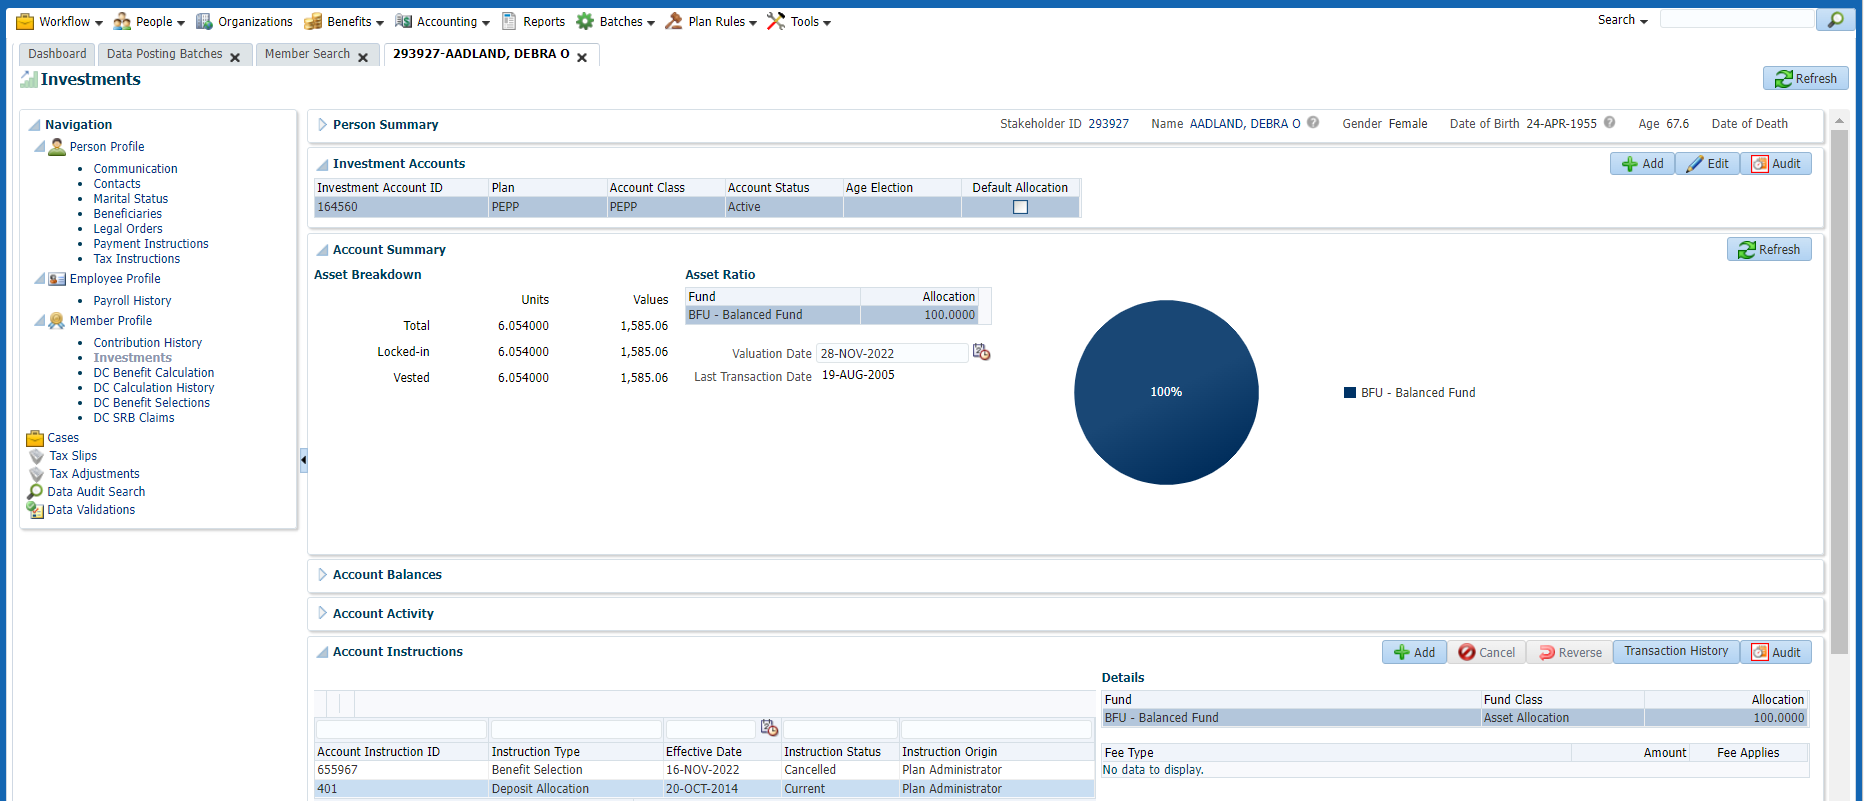 Workflow People Organizations Benefits Accounting Reports Batches Plan Rules Tools Search
Dashboard Data Posting Batches Member Search 293927-AADLAND, DEBRA O
Investments
Refresh
Navigation
Person Profile
Communication
Contacts
Marital Status
Beneficiaries
Legal Orders
Payment Instructions
Tax Instructions
Employee Profile
Payroll History
Member Profile
Contribution History
Investments
DC Benefit Calculation
DC Calculation History
DC Benefit Selections
DC SRB Claims
Cases
Tax Slips
Tax Adjustments
Data Audit Search
Data Validations
Person Summary Stakeholder ID 293927 Name AADLAND, DEBRA O Gender Female Date of Birth 24-APR-1955 Age 67.6 Date of Death
Investment Accounts Add Edit Audit
Investment Account ID Plan Account Class Account Status Age Election Default Allocation
164560 PEPP PEPP Active
Account Summary Refresh
Asset Breakdown
Units Values
Total 6.054000 1,585.06
Locked-in 6.054000 1,585.06
Vested 6.054000 1,585.06
Asset Ratio
Fund Allocation
BFU - Balanced Fund 100.0000
Valuation Date 28-NOV-2022
Last Transaction Date 19-AUG-2005
100%
BFU - Balanced Fund
Account Balances
Account Activity
Account Instructions Add Cancel Reverse Transaction History Audit
Account Instruction ID Instruction Type Effective Date Instruction Status Instruction Origin
655967 Benefit Selection 16-NOV-2022 Cancelled Plan Administrator
401 Deposit Allocation 20-OCT-2014 Current Plan Administrator
Details
Fund Fund Class Allocation
BFU - Balanced Fund Asset Allocation 100.0000
Fee Type Amount Fee Applies
No data to display.